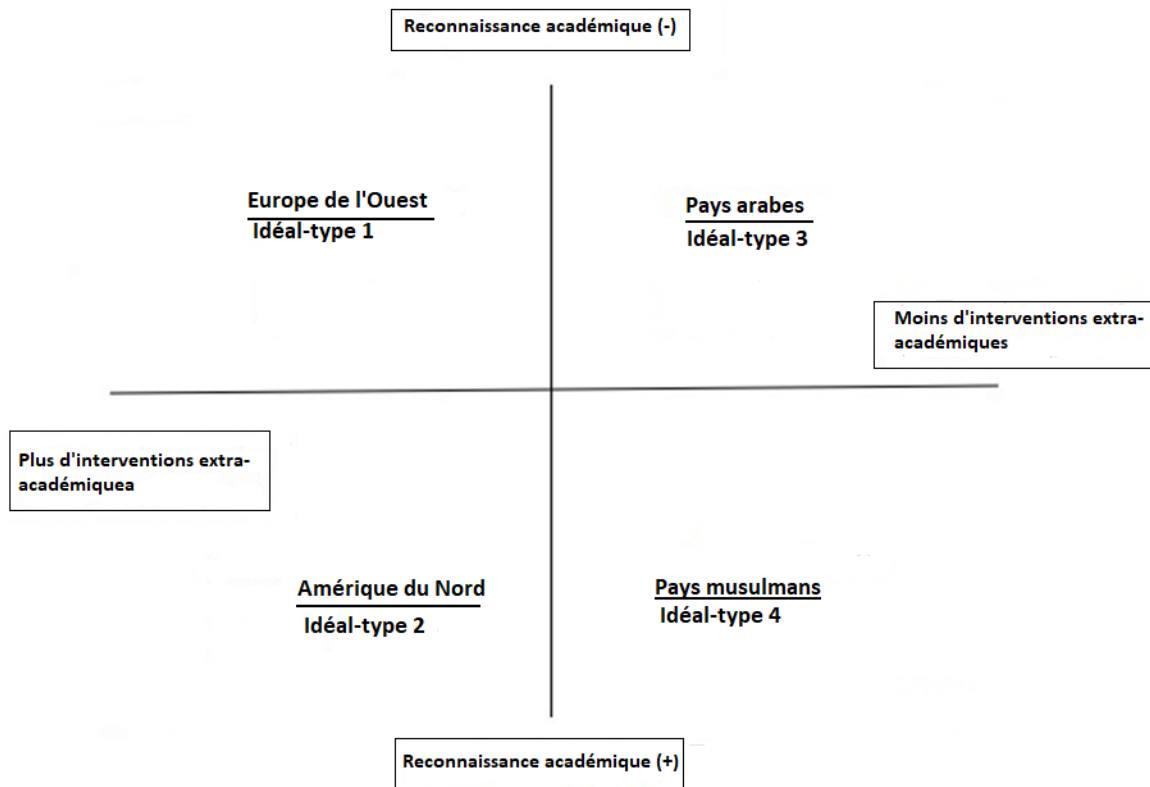 Reconnaissance académique (-)
Europe de l'Ouest
Idéal-type 1
Pays arabes
Idéal-type 3
Moins d'interventions extra-
académiques
Plus d'interventions extra-
académiquea
Amérique du Nord
Idéal-type 2
Pays musulmans
Idéal-type 4
Reconnaissance académique (+)